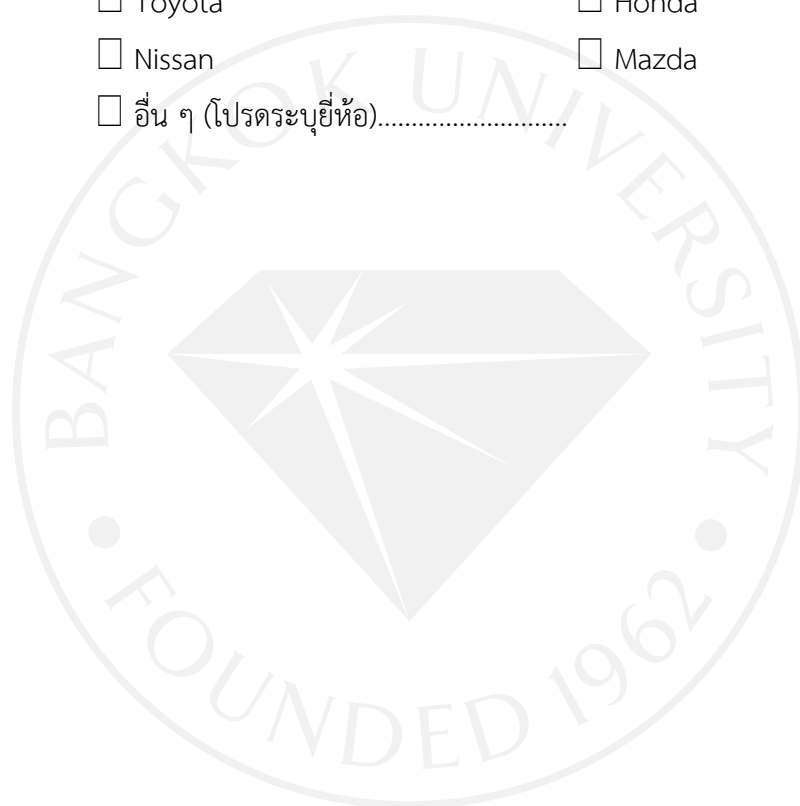 ☐ Toyota ☐ Honda
☐ Nissan ☐ Mazda
☐ อื่น ๆ (โปรดระบุยี่ห้อ)............................
BANGKOK UNIVERSITY
• FOUNDED 1962 •